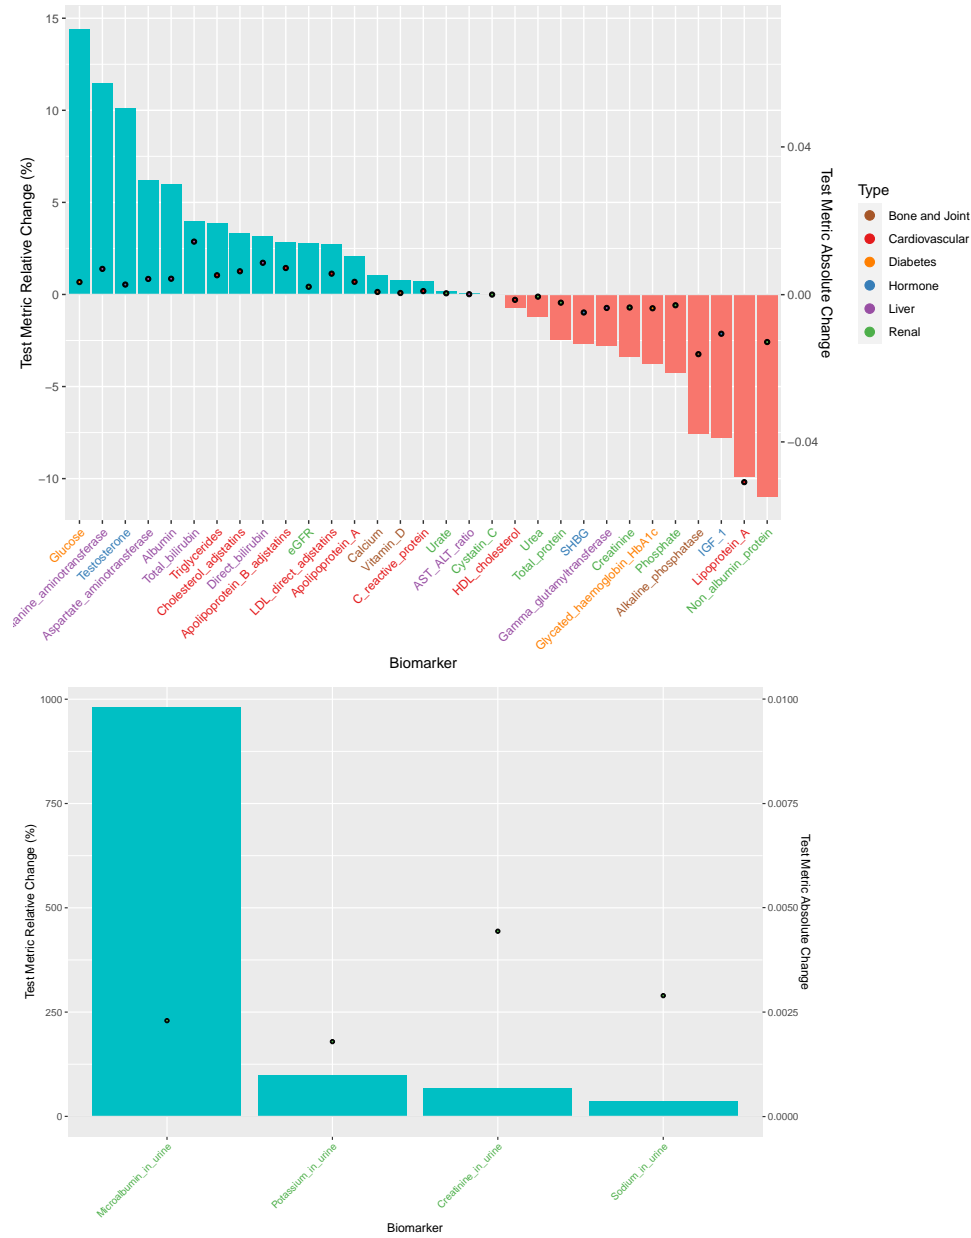 15
10
5
0
−5
−10
Test Metric Relative Change (%)
0.04
0.00
−0.04
Test Metric Absolute Change
Type
Bone and Joint
Cardiovascular
Diabetes
Hormone
Liver
Renal
Glucose
anine_aminotransferase
Testosterone
Aspartate_aminotransferase
Albumin
Total_bilirubin
Triglycerides
Cholesterol_adjstatins
Direct_bilirubin
Apolipoprotein_B_adjstatins
eGFR
LDL_direct_adjstatins
Apolipoprotein_A
Calcium
Vitamin_D
C_reactive_protein
Urate
AST_ALT_ratio
Cystatin_C
HDL_cholesterol
Urea
Total_protein
SHBG
Gamma_glutamyltransferase
Creatinine
Glycated_haemoglobin_HbA1c
Phosphate
Alkaline_phosphatase
IGF_1
Lipoprotein_A
Non_albumin_protein
Biomarker
1000
750
500
250
0
Test Metric Relative Change (%)
0.0100
0.0075
0.0050
0.0025
0.0000
Test Metric Absolute Change
Microalbumin_in_urine
Potassium_in_urine
Creatinine_in_urine
Sodium_in_urine
Biomarker